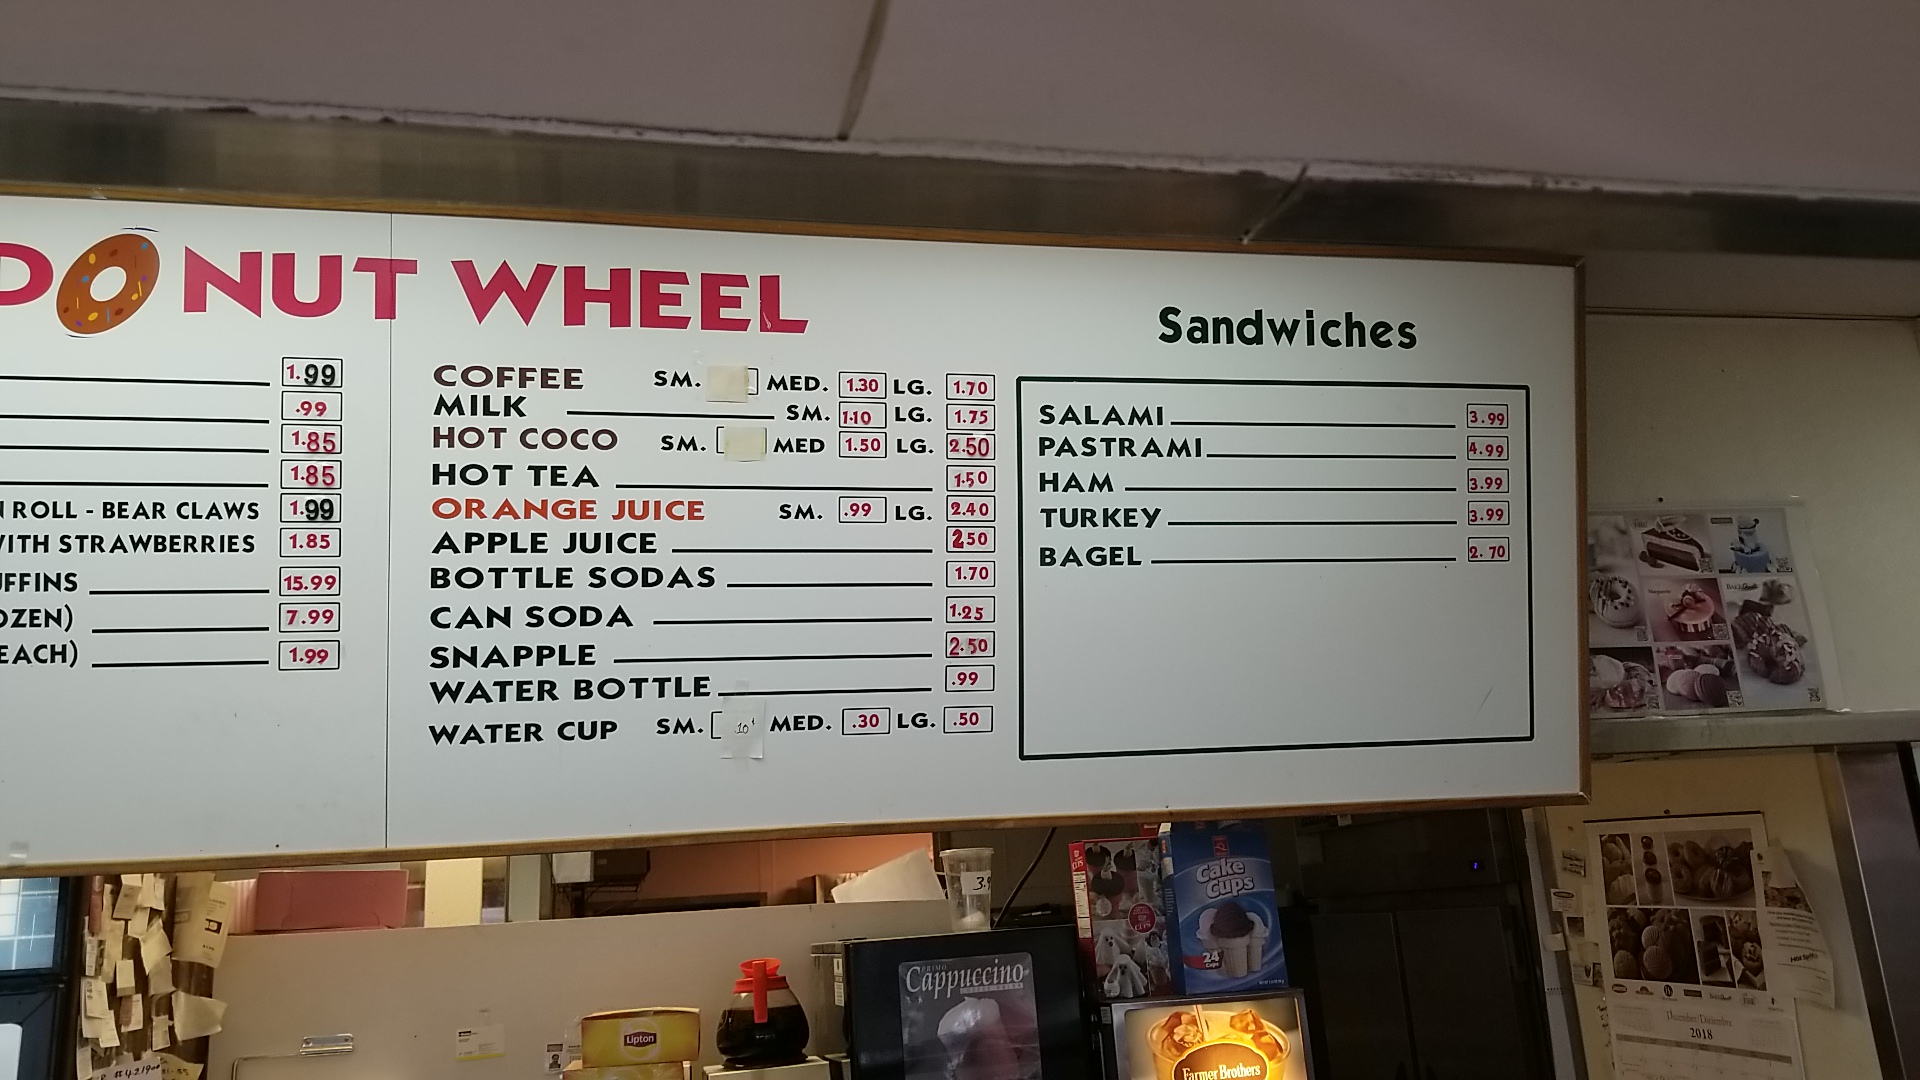 DONUT WHEEL
1.99
.99
1.85
1.85
ROLL - BEAR CLAWS 1.99
WITH STRAWBERRIES 1.85
15.99
7.99
EACH) 1.99
COFFEE SM. MED. 1.30 LG. 1.70
MILK SM. 1.10 LG. 1.75
HOT COCO SM. MED 1.50 LG. 2.50
HOT TEA 1.50
ORANGE JUICE SM. .99 LG. 2.40
APPLE JUICE 2.50
BOTTLE SODAS 1.70
CAN SODA 1.25
SNAPPLE 2.50
WATER BOTTLE .99
WATER CUP SM. .10¢ MED. .30 LG. .50
Sandwiches
SALAMI 3.99
PASTRAMI 4.99
HAM 3.99
TURKEY 3.99
BAGEL 2.70
Cake
Cups
24
Cups
Cappuccino
Lipton
Farmer Brothers
2018